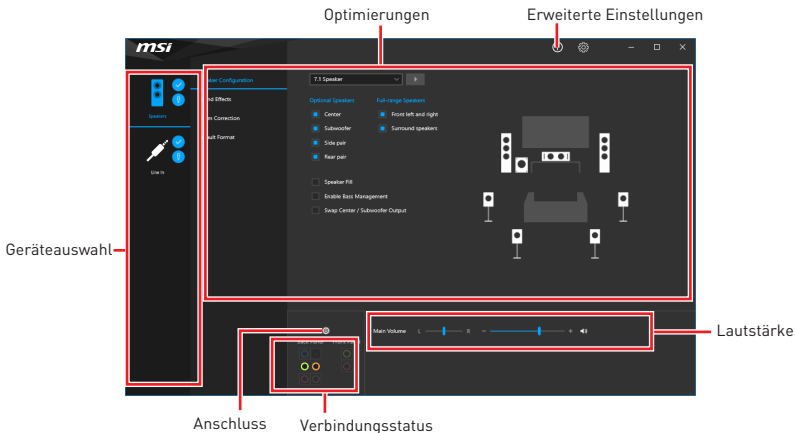 Optimierungen
Erweiterte Einstellungen
msi
Speakers
Line In
ker Configuration
nd Effects
m Correction
ult Format
7.1 Speaker
Optional Speakers
Full-range Speakers
Center
Front left and right
Subwoofer
Surround speakers
Side pair
Rear pair
Speaker Fill
Enable Bass Management
Swap Center / Subwoofer Output
Geräteauswahl
Main Volume L R
Lautstärke
Anschluss
Verbindungsstatus